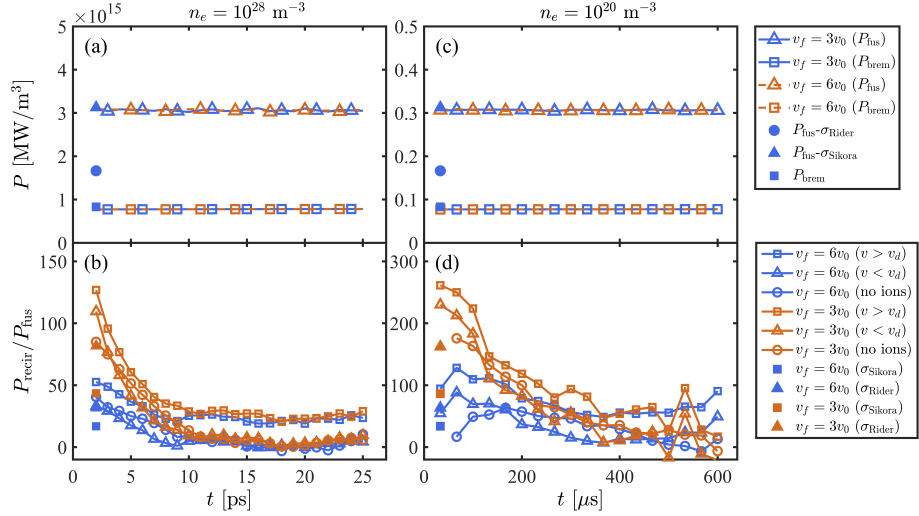 n_e = 10^28 m^-3
n_e = 10^20 m^-3
×10^15
(a)
5
4
3
2
1
0
P [MW/m^3]
(c)
0.5
0.4
0.3
0.2
0.1
0
v_f = 3v_0 (P_fus)
v_f = 3v_0 (P_brem)
v_f = 6v_0 (P_fus)
v_f = 6v_0 (P_brem)
P_fus-σ_Rider
P_fus-σ_Sikora
P_brem
(b)
150
100
150
50
0
P_recir/P_fus
0 5 10 15 20 25
t [ps]
(d)
300
200
100
0
0 200 400 600
t [μs]
v_f = 6v_0 (v > v_d)
v_f = 6v_0 (v < v_d)
v_f = 6v_0 (no ions)
v_f = 3v_0 (v > v_d)
v_f = 3v_0 (v < v_d)
v_f = 3v_0 (no ions)
v_f = 6v_0 (σ_Sikora)
v_f = 6v_0 (σ_Rider)
v_f = 3v_0 (σ_Sikora)
v_f = 3v_0 (σ_Rider)